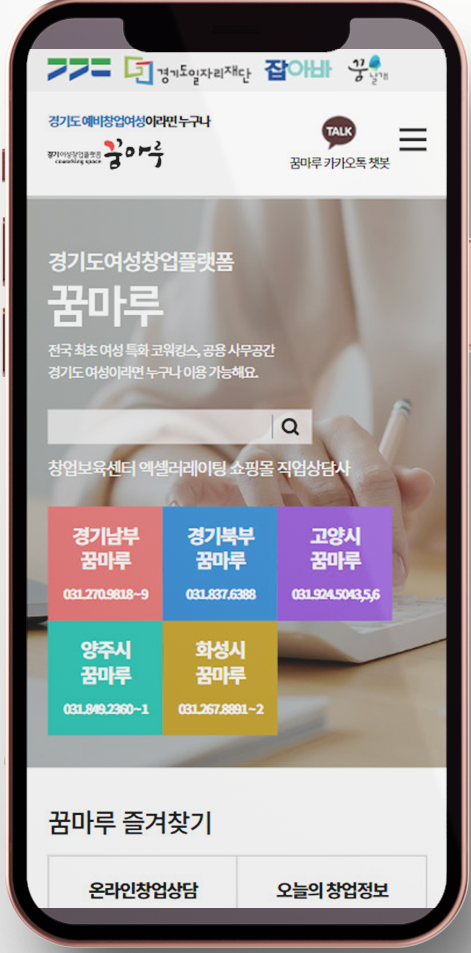 경기도일자리재단 잡아바 꿈날개
경기도 예비창업여성이라면 누구나
경기여성창업플랫폼 꿈마루
coworking space
TALK
꿈마루 카카오톡 챗봇
경기도여성창업플랫폼
꿈마루
전국 최초 여성 특화 코워킹스, 공용 사무공간
경기도 여성이라면 누구나 이용 가능해요.
창업보육센터 엑셀러레이팅 쇼핑몰 직업상담사
경기남부
꿈마루
031.270.9818~9
경기북부
꿈마루
031.837.6388
고양시
꿈마루
031.924.5043,5,6
양주시
꿈마루
031.849.2360~1
화성시
꿈마루
031.267.8891~2
꿈마루 즐겨찾기
온라인창업상담
오늘의 창업정보